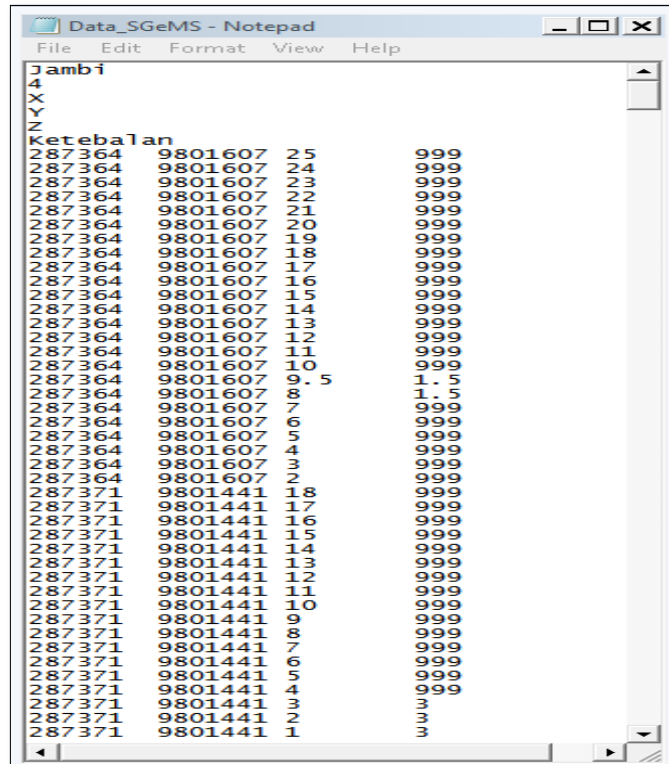 Data_SGeMS - Notepad
File Edit Format View Help
Jambi
4
X
Y
Z
Ketebalan
287364 9801607 25 999
287364 9801607 24 999
287364 9801607 23 999
287364 9801607 22 999
287364 9801607 21 999
287364 9801607 20 999
287364 9801607 19 999
287364 9801607 18 999
287364 9801607 17 999
287364 9801607 16 999
287364 9801607 15 999
287364 9801607 14 999
287364 9801607 13 999
287364 9801607 12 999
287364 9801607 11 999
287364 9801607 10 999
287364 9801607 9.5 1.5
287364 9801607 8 1.5
287364 9801607 7 999
287364 9801607 6 999
287364 9801607 5 999
287364 9801607 4 999
287364 9801607 3 999
287364 9801607 2 999
287371 9801441 18 999
287371 9801441 17 999
287371 9801441 16 999
287371 9801441 15 999
287371 9801441 14 999
287371 9801441 13 999
287371 9801441 12 999
287371 9801441 11 999
287371 9801441 10 999
287371 9801441 9 999
287371 9801441 8 999
287371 9801441 7 999
287371 9801441 6 999
287371 9801441 5 999
287371 9801441 4 999
287371 9801441 3 3
287371 9801441 2 3
287371 9801441 1 3